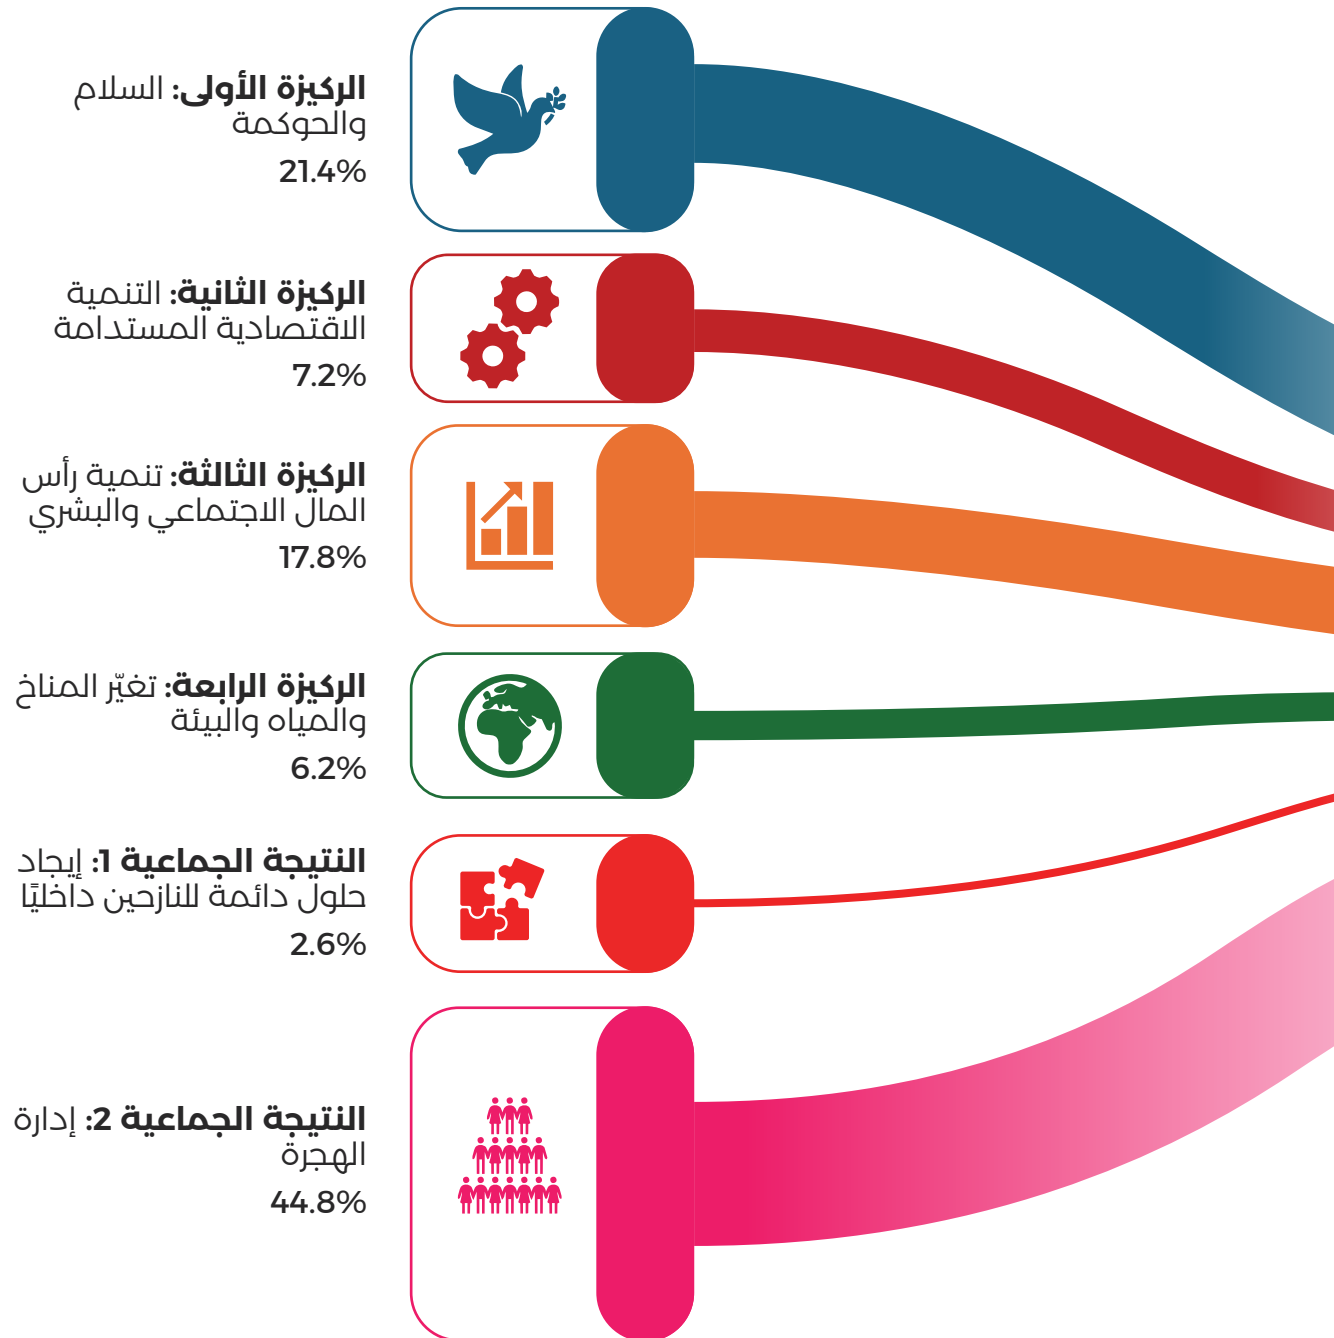 الركيزة الأولى: السلام
والحوكمة
21.4%
الركيزة الثانية: التنمية
الاقتصادية المستدامة
7.2%
الركيزة الثالثة: تنمية رأس
المال الاجتماعي والبشري
17.8%
الركيزة الرابعة: تغيّر المناخ
والمياه والبيئة
6.2%
النتيجة الجماعية 1: إيجاد
حلول دائمة للنازحين داخليًا
2.6%
النتيجة الجماعية 2: إدارة
الهجرة
44.8%